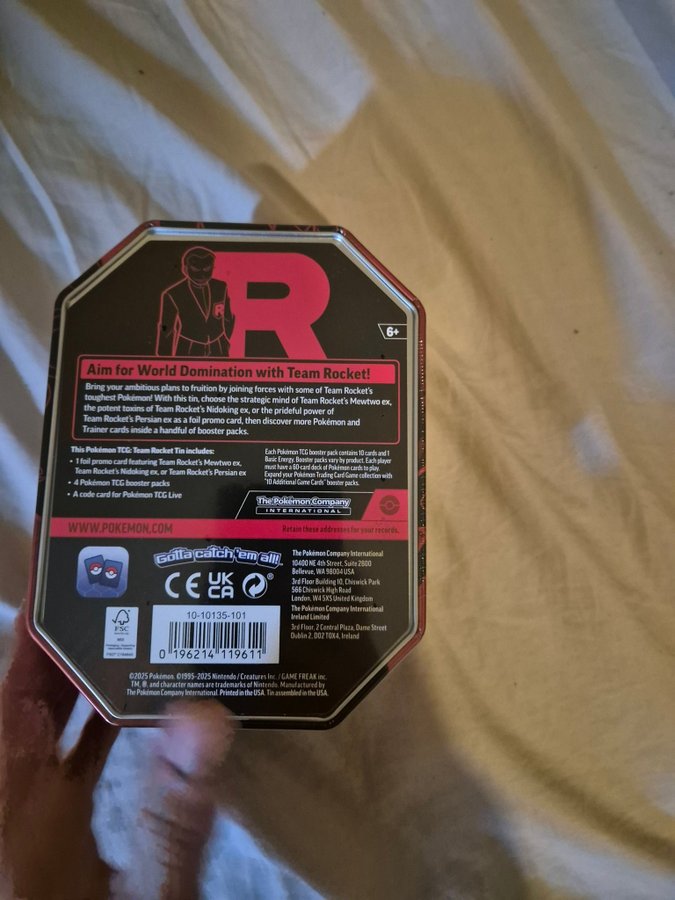 R
R
6+
Aim for World Domination with Team Rocket!
Bring your ambitious plans to fruition by joining forces with some of Team Rocket's
toughest Pokémon! With this tin, choose the strategic mind of Team Rocket's Mewtwo ex,
the potent toxins of Team Rocket's Nidoking ex, or the prideful power of
Team Rocket's Persian ex as a foil promo card, then discover more Pokémon and
Trainer cards inside a handful of booster packs.
This Pokémon TCG: Team Rocket Tin includes:
• 1 foil promo card featuring Team Rocket's Mewtwo ex,
Team Rocket's Nidoking ex, or Team Rocket's Persian ex
• 4 Pokémon TCG booster packs
• A code card for Pokémon TCG Live
Each Pokémon TCG booster pack contains 10 cards and 1
Basic Energy. Booster packs vary by product. Each player
must have a 60-card deck of Pokémon cards to play.
Expand your Pokémon Trading Card Game collection with
"10 Additional Game Cards" booster packs.
The Pokémon Company
INTERNATIONAL
WWW.POKEMON.COM
Retain these addresses for your records.
Gotta catch 'em all!
CE UK
CA
FSC
10-10135-101
0 196214 119611
The Pokémon Company International
10400 NE 4th Street, Suite 2800
Bellevue, WA 98004 USA
3rd Floor Building 10, Chiswick Park
566 Chiswick High Road
London, W4 5XS United Kingdom
The Pokémon Company International
Ireland Limited
3rd Floor, 2 Central Plaza, Dame Street
Dublin 2, D02 T0X4, Ireland
©2025 Pokémon. ©1995–2025 Nintendo / Creatures Inc. / GAME FREAK inc.
TM, ®, and character names are trademarks of Nintendo. Manufactured by
The Pokémon Company International. Printed in the USA. Tin assembled in the USA.